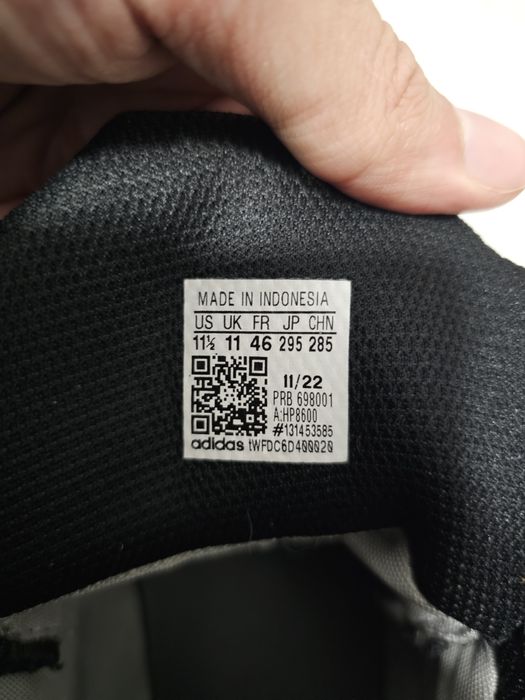 MADE IN INDONESIA
US UK FR JP CHN
11½ 11 46 295 285
11/22
PRB 698001
A:HP8600
#131453585
adidas tWFDC6D400020